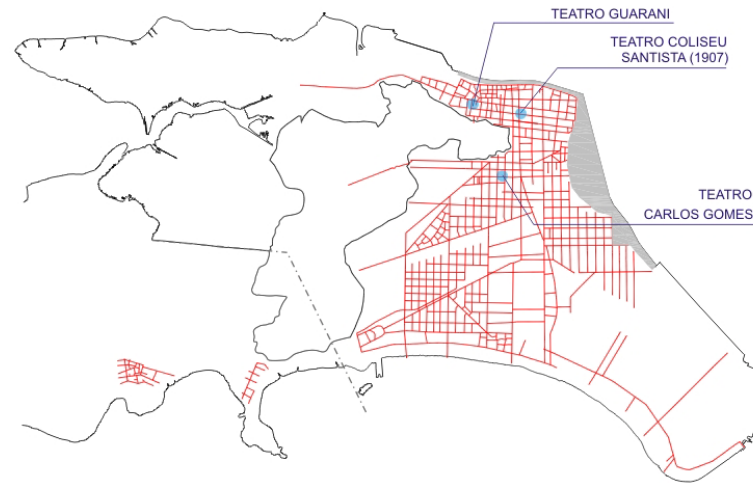 TEATRO GUARANI
TEATRO COLISEU
SANTISTA (1907)
TEATRO
CARLOS GOMES